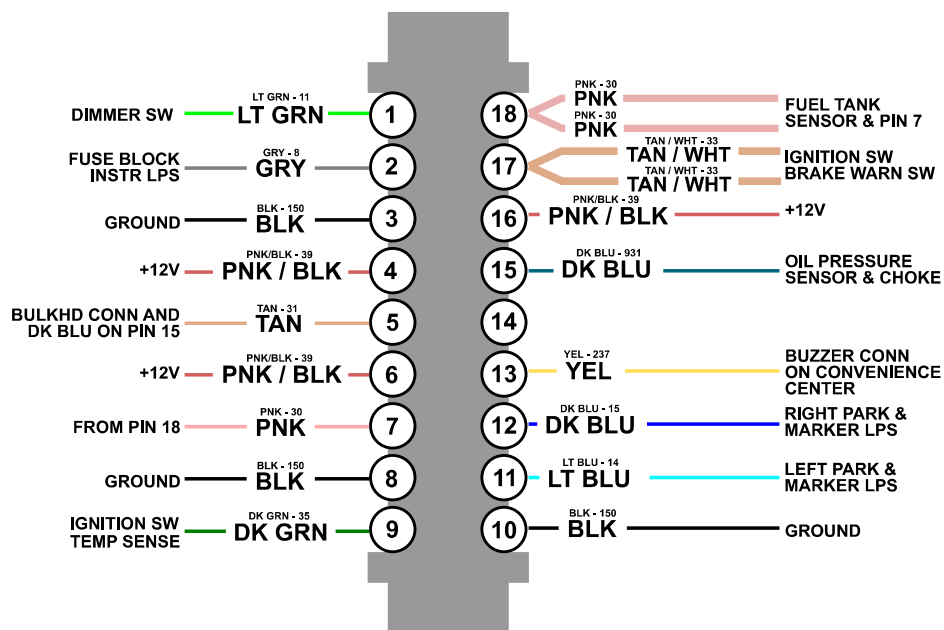 DIMMER SW
LT GRN - 11
LT GRN
1
FUSE BLOCK
INSTR LPS
GRY - 8
GRY
2
GROUND
BLK - 150
BLK
3
+12V
PNK/BLK - 39
PNK / BLK
4
BULKHD CONN AND
DK BLU ON PIN 15
TAN - 31
TAN
5
+12V
PNK/BLK - 39
PNK / BLK
6
FROM PIN 18
PNK - 30
PNK
7
GROUND
BLK - 150
BLK
8
IGNITION SW
TEMP SENSE
DK GRN - 35
DK GRN
9
18
PNK - 30
PNK
PNK - 30
PNK
FUEL TANK
SENSOR & PIN 7
17
TAN / WHT - 33
TAN / WHT
TAN / WHT - 33
TAN / WHT
IGNITION SW
BRAKE WARN SW
16
PNK/BLK - 39
PNK / BLK
+12V
15
DK BLU - 931
DK BLU
OIL PRESSURE
SENSOR & CHOKE
14
13
YEL - 237
YEL
BUZZER CONN
ON CONVENIENCE
CENTER
12
DK BLU - 15
DK BLU
RIGHT PARK &
MARKER LPS
11
LT BLU - 14
LT BLU
LEFT PARK &
MARKER LPS
10
BLK - 150
BLK
GROUND